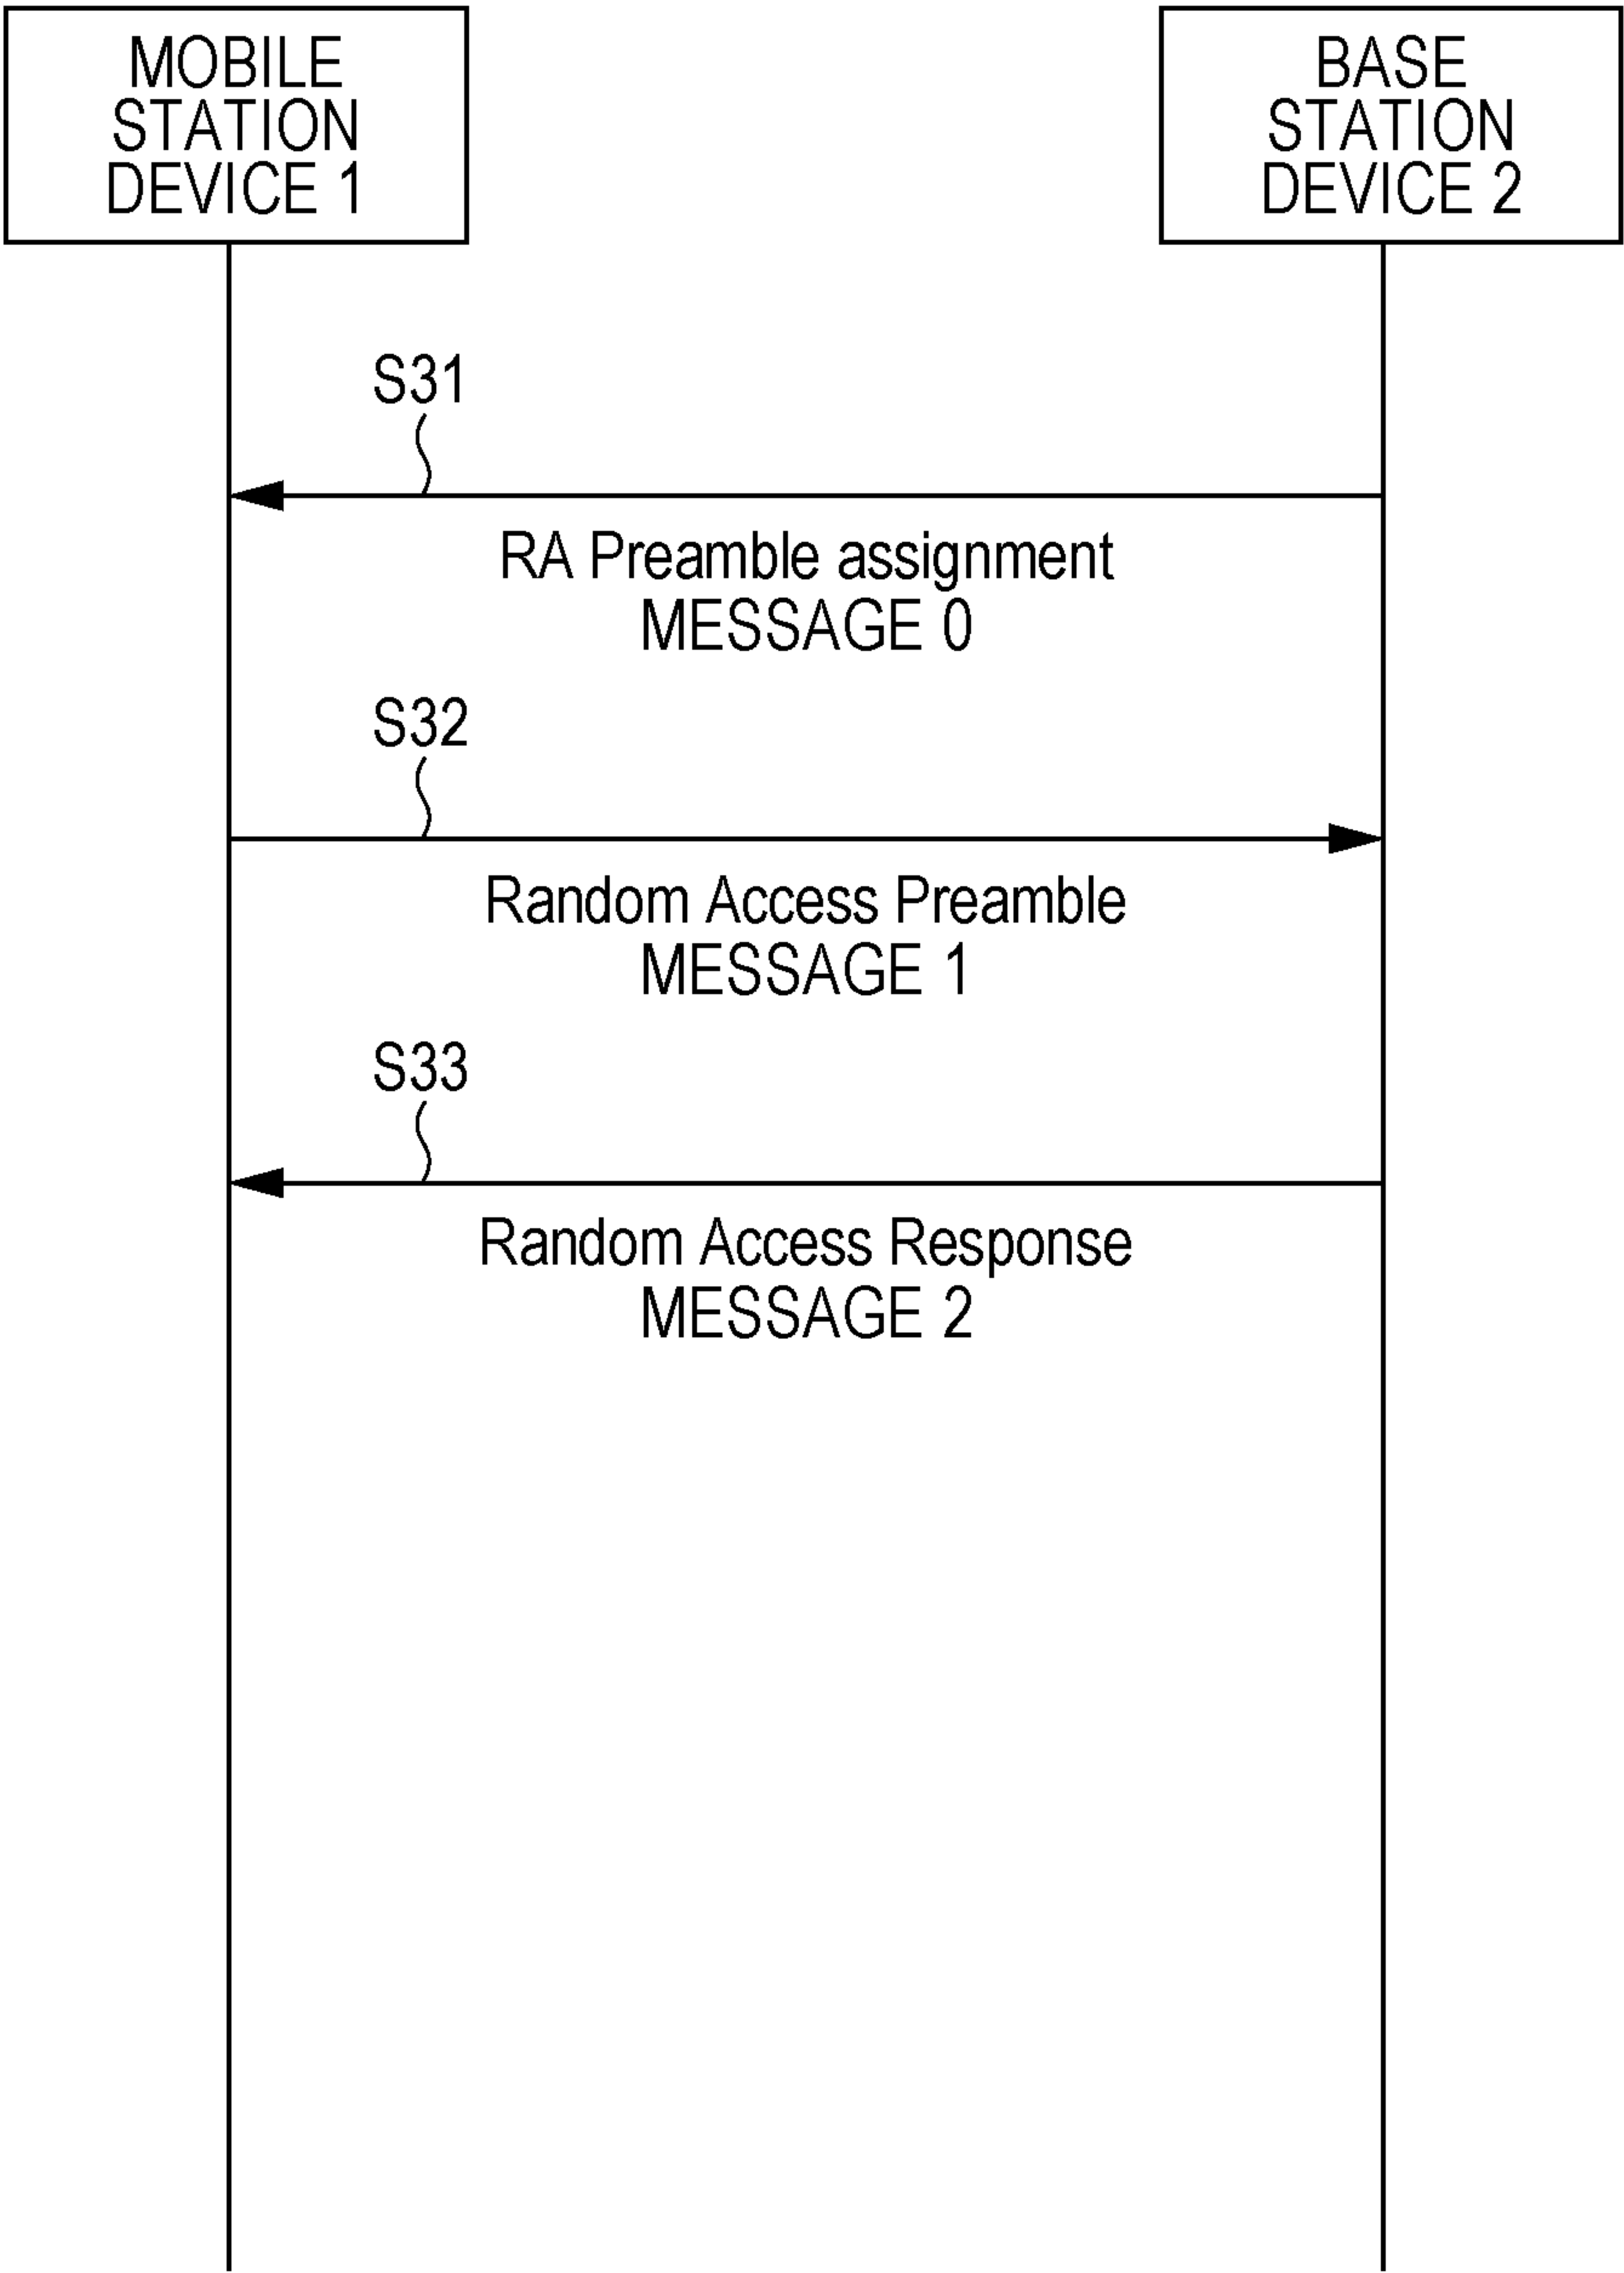 MOBILE
STATION
DEVICE 1
BASE
STATION
DEVICE 2
S31
RA Preamble assignment
MESSAGE 0
S32
Random Access Preamble
MESSAGE 1
S33
Random Access Response
MESSAGE 2